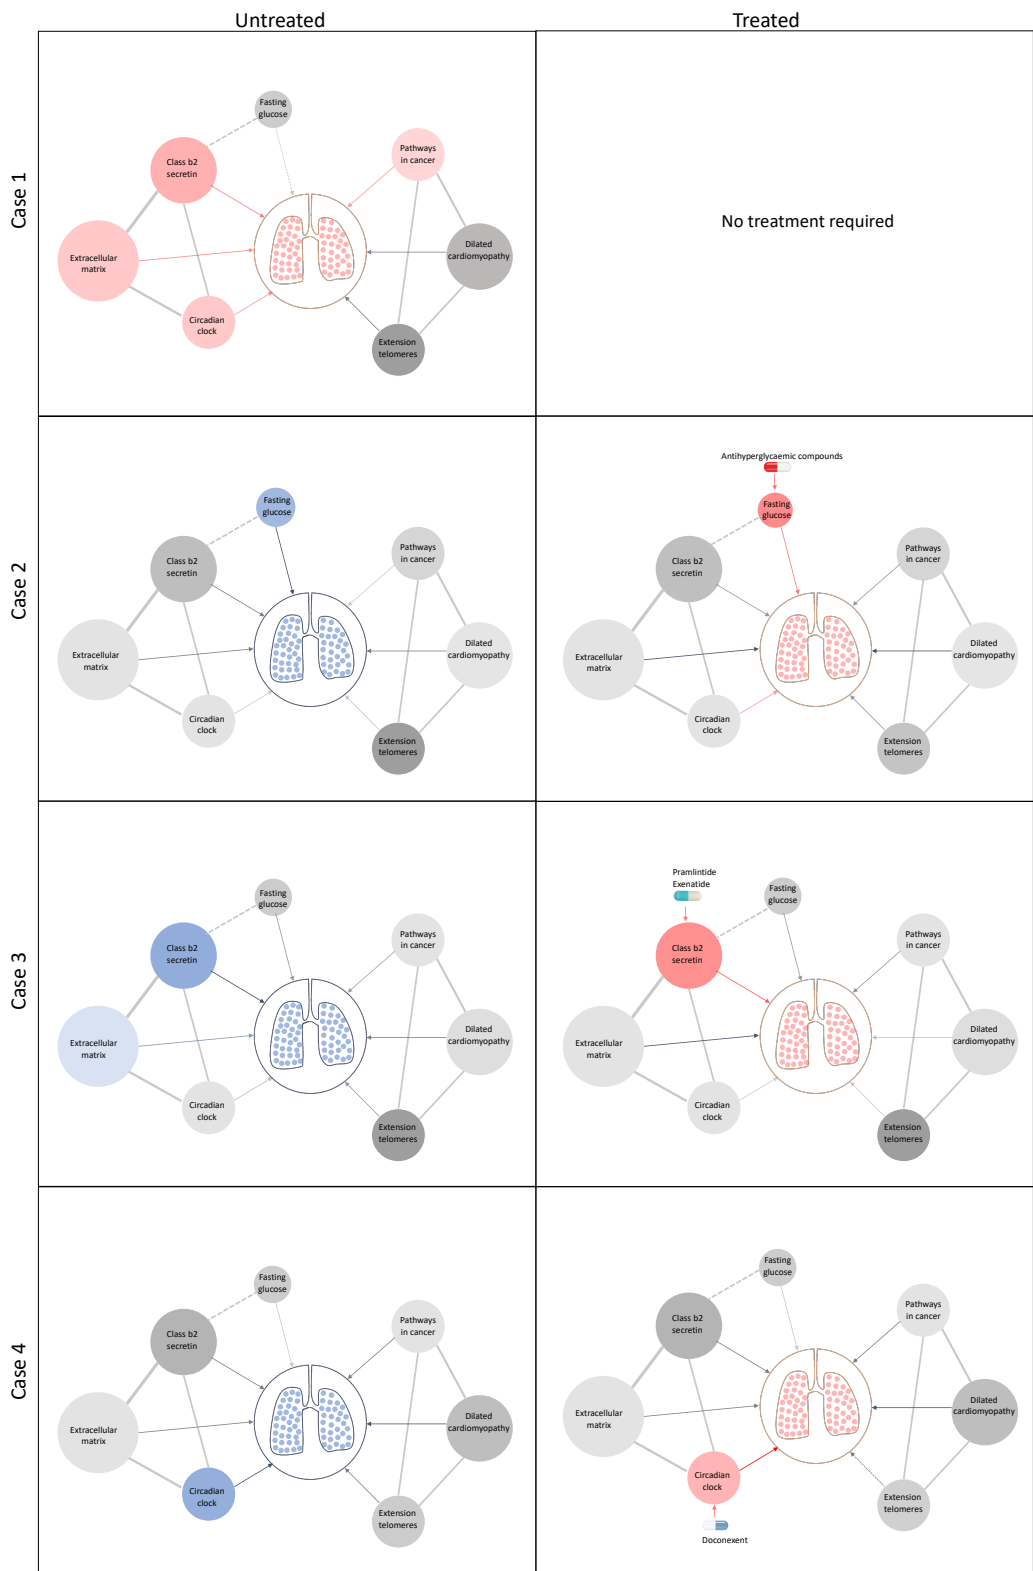 Untreated
Treated
Case 1
Fasting
glucose
Class b2
secretin
Pathways
in cancer
Extracellular
matrix
Dilated
cardiomyopathy
Circadian
clock
Extension
telomeres
No treatment required
Case 2
Fasting
glucose
Class b2
secretin
Pathways
in cancer
Extracellular
matrix
Dilated
cardiomyopathy
Circadian
clock
Extension
telomeres
Antihyperglycaemic compounds
Fasting
glucose
Class b2
secretin
Pathways
in cancer
Extracellular
matrix
Dilated
cardiomyopathy
Circadian
clock
Extension
telomeres
Case 3
Fasting
glucose
Class b2
secretin
Pathways
in cancer
Extracellular
matrix
Dilated
cardiomyopathy
Circadian
clock
Extension
telomeres
Pramlintide
Exenatide
Fasting
glucose
Class b2
secretin
Pathways
in cancer
Extracellular
matrix
Dilated
cardiomyopathy
Circadian
clock
Extension
telomeres
Case 4
Fasting
glucose
Class b2
secretin
Pathways
in cancer
Extracellular
matrix
Dilated
cardiomyopathy
Circadian
clock
Extension
telomeres
Fasting
glucose
Class b2
secretin
Pathways
in cancer
Extracellular
matrix
Dilated
cardiomyopathy
Circadian
clock
Extension
telomeres
Doconexent